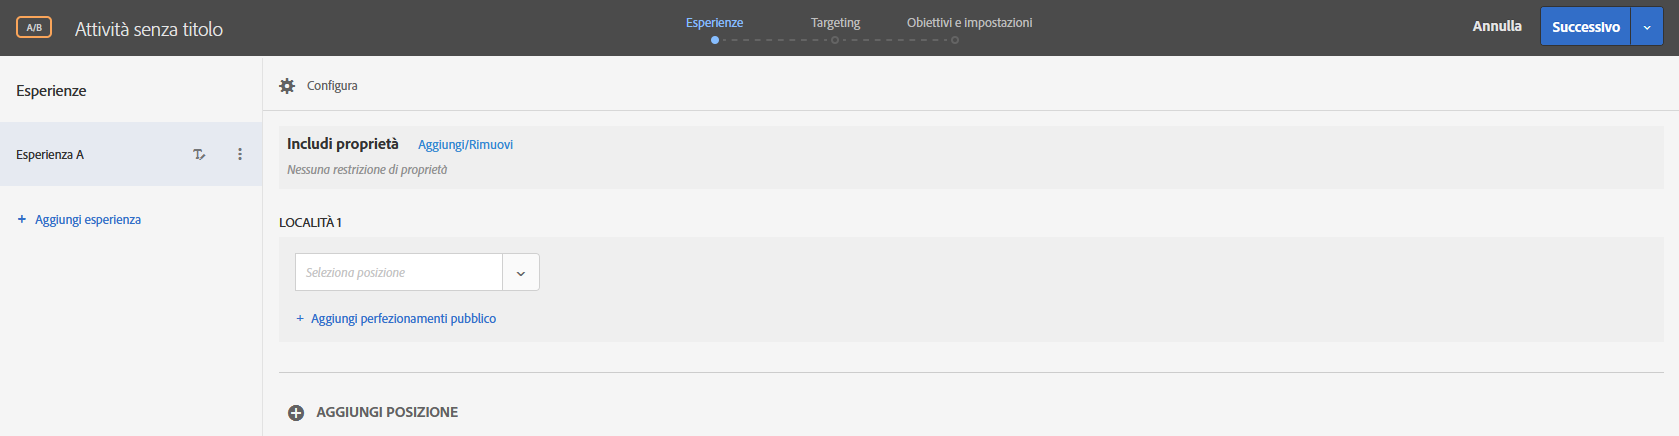 A/B
Attività senza titolo
Esperienze
Targeting
Obiettivi e impostazioni
Annulla
Successivo
Esperienze
Configura
Esperienza A
Includi proprietà Aggiungi/Rimuovi
Nessuna restrizione di proprietà
+ Aggiungi esperienza
LOCALITÀ 1
Seleziona posizione
+ Aggiungi perfezionamenti pubblico
AGGIUNGI POSIZIONE